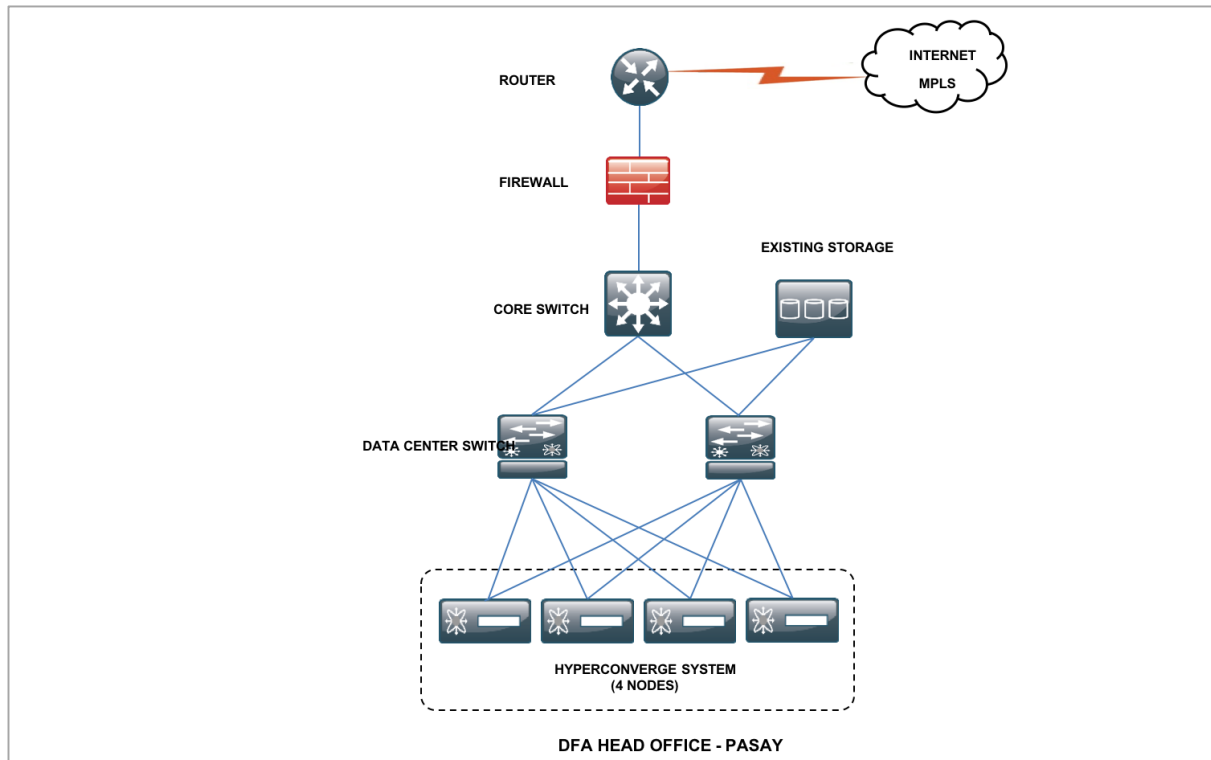 INTERNET
MPLS
ROUTER
FIREWALL
EXISTING STORAGE
CORE SWITCH
DATA CENTER SWITCH
HYPERCONVERGE SYSTEM
(4 NODES)
DFA HEAD OFFICE - PASAY